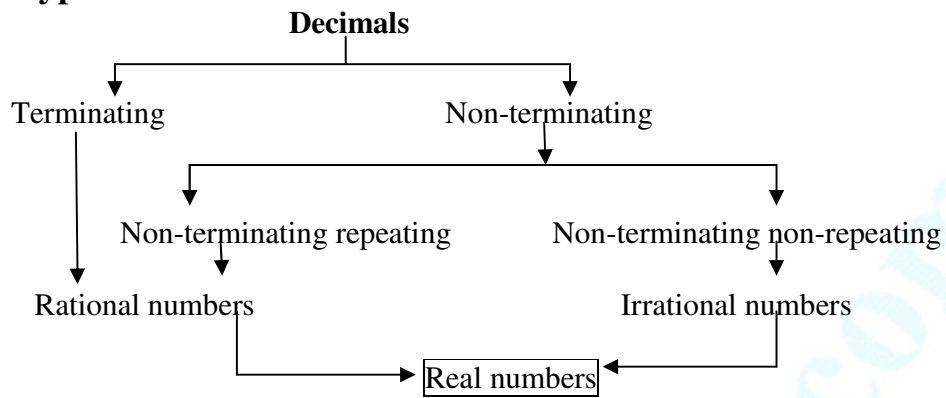 Decimals
Terminating Non-terminating
Non-terminating repeating Non-terminating non-repeating
Rational numbers Irrational numbers
Real numbers